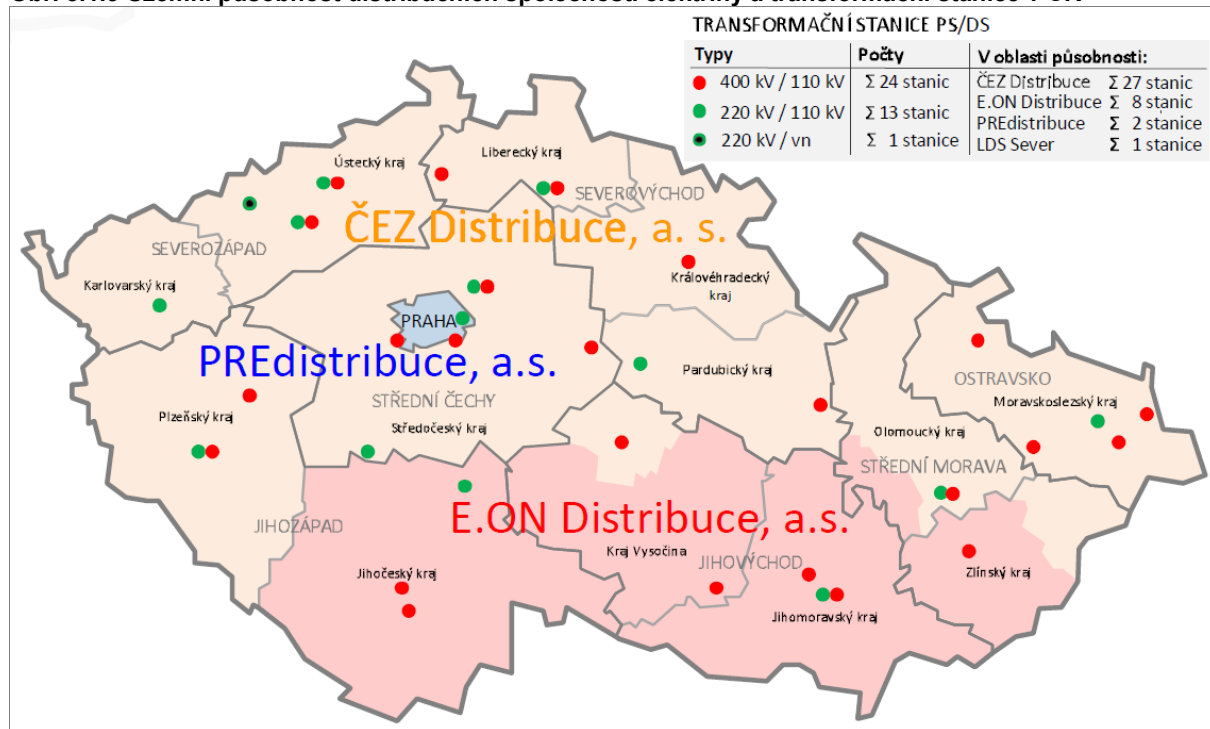 TRANSFORMAČNÍ STANICE PS/DS
Typy Počty V oblasti působnosti:
400 kV / 110 kV Σ 24 stanic ČEZ Distribuce Σ 27 stanic
220 kV / 110 kV Σ 13 stanic E.ON Distribuce Σ 8 stanic
220 kV / vn Σ 1 stanice PREdistribuce Σ 2 stanice
LDS Sever Σ 1 stanice
Ústecký kraj
Liberecký kraj
SEVEROVÝCHOD
ČEZ Distribuce, a. s.
SEVEROZÁPAD
Karlovarský kraj
Královéhradecký
kraj
PRAHA
PREdistribuce, a.s.
Pardubický kraj
OSTRAVSKO
Moravskoslezský kraj
STŘEDNÍ ČECHY
Středočeský kraj
Plzeňský kraj
Olomoucký kraj
STŘEDNÍ MORAVA
E.ON Distribuce, a.s.
JIHOZÁPAD
Kraj Vysočina
JIHOVÝCHOD
Jihočeský kraj
Zlínský kraj
Jihomoravský kraj